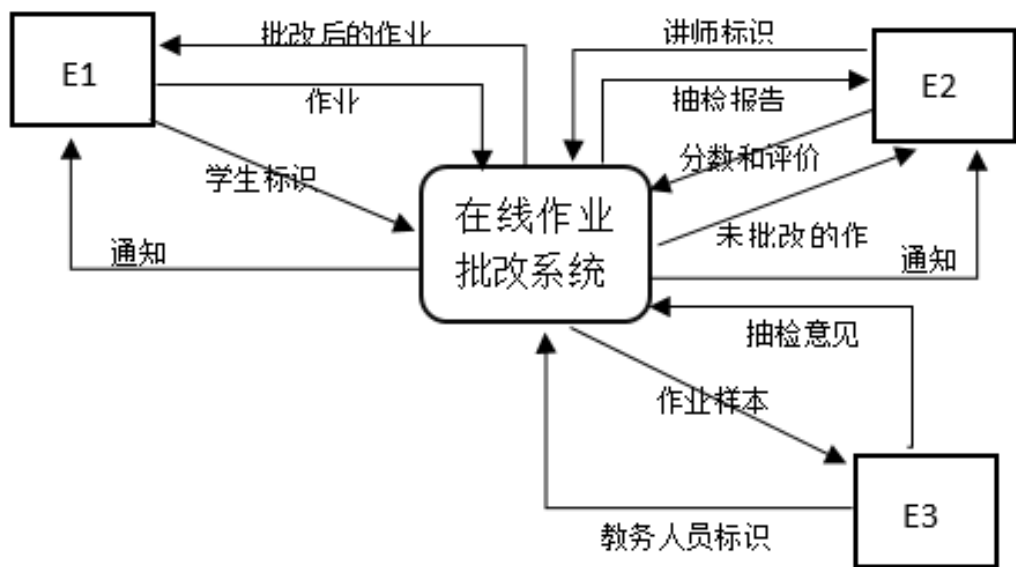 批改后的作业
讲师标识
E1
作业
抽检报告
E2
学生标识
分数和评价
在线作业
批改系统
未批改的作
通知
通知
抽检意见
作业样本
教务人员标识
E3